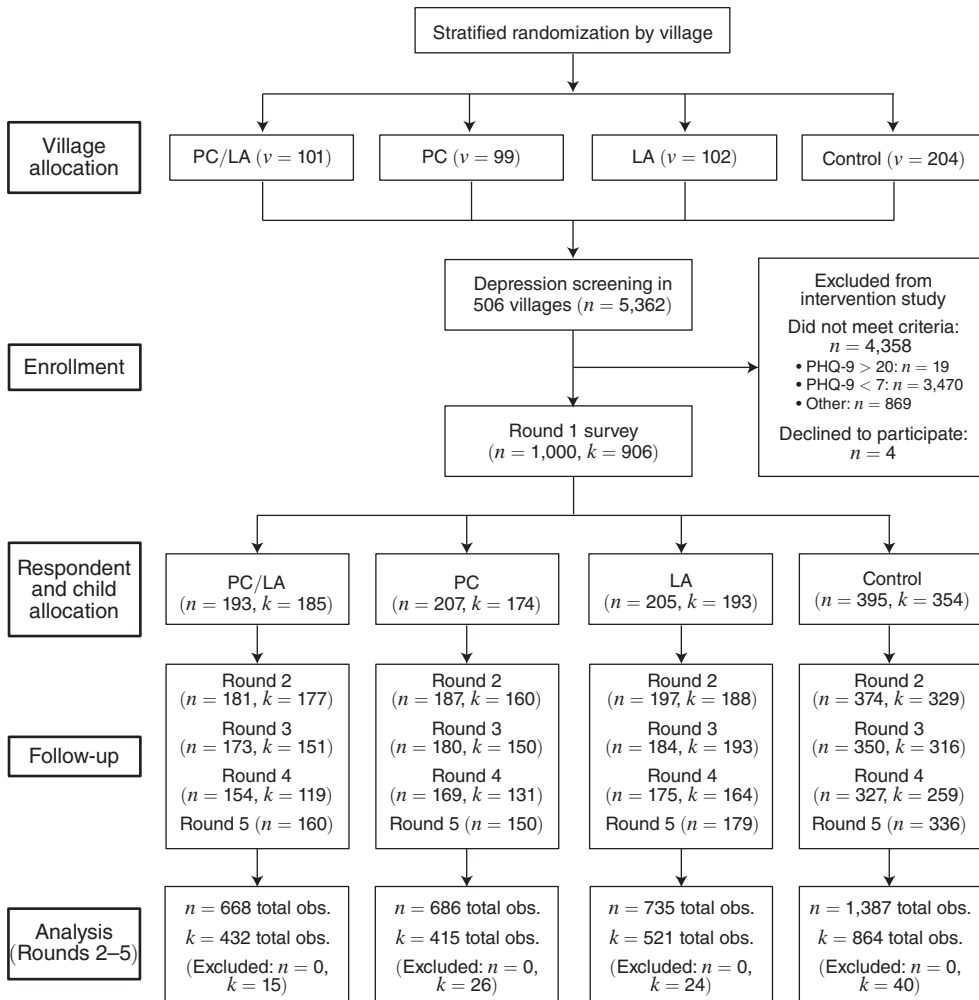 Stratified randomization by village
Village
allocation
PC/LA (v = 101)
PC (v = 99)
LA (v = 102)
Control (v = 204)
Depression screening in
506 villages (n = 5,362)
Excluded from
intervention study
Did not meet criteria:
n = 4,358
• PHQ-9 > 20: n = 19
• PHQ-9 < 7: n = 3,470
• Other: n = 869
Declined to participate:
n = 4
Enrollment
Round 1 survey
(n = 1,000, k = 906)
Respondent
and child
allocation
PC/LA
(n = 193, k = 185)
PC
(n = 207, k = 174)
LA
(n = 205, k = 193)
Control
(n = 395, k = 354)
Follow-up
Round 2
(n = 181, k = 177)
Round 3
(n = 173, k = 151)
Round 4
(n = 154, k = 119)
Round 5 (n = 160)
Round 2
(n = 187, k = 160)
Round 3
(n = 180, k = 150)
Round 4
(n = 169, k = 131)
Round 5 (n = 150)
Round 2
(n = 197, k = 188)
Round 3
(n = 184, k = 193)
Round 4
(n = 175, k = 164)
Round 5 (n = 179)
Round 2
(n = 374, k = 329)
Round 3
(n = 350, k = 316)
Round 4
(n = 327, k = 259)
Round 5 (n = 336)
Analysis
(Rounds 2–5)
n = 668 total obs.
k = 432 total obs.
(Excluded: n = 0,
k = 15)
n = 686 total obs.
k = 415 total obs.
(Excluded: n = 0,
k = 26)
n = 735 total obs.
k = 521 total obs.
(Excluded: n = 0,
k = 24)
n = 1,387 total obs.
k = 864 total obs.
(Excluded: n = 0,
k = 40)